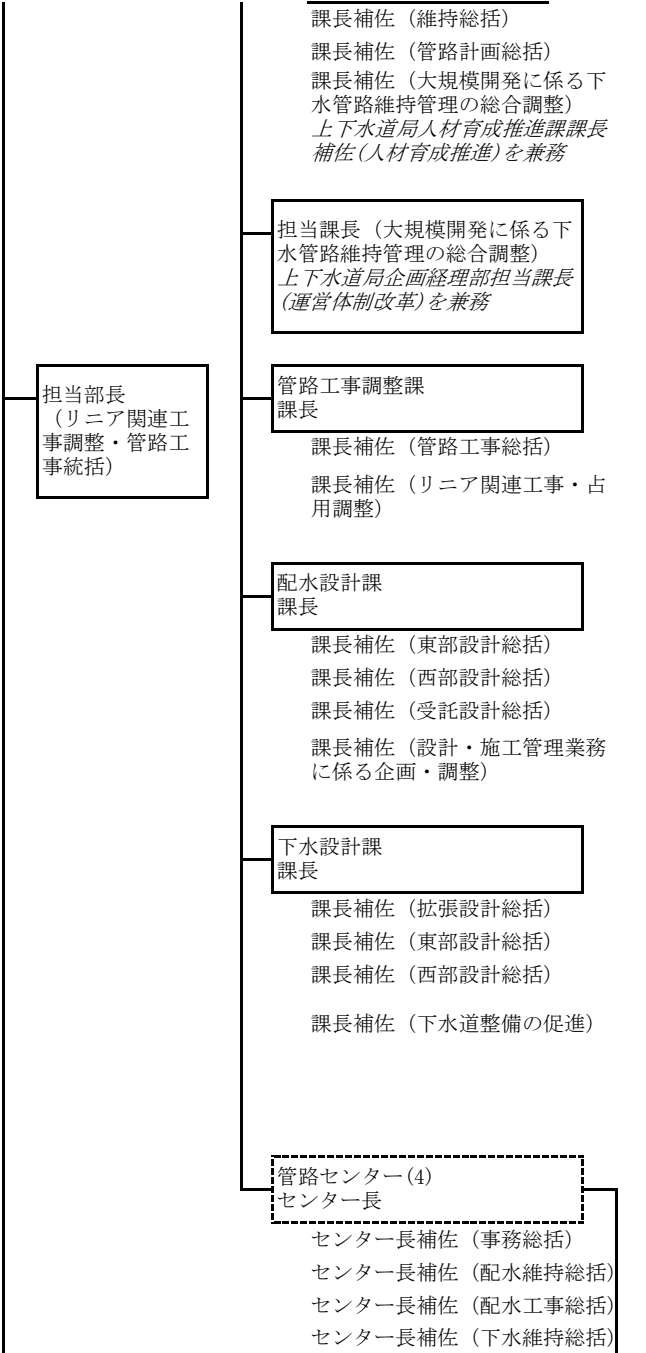 課長補佐（維持総括）
課長補佐（管路計画総括）
課長補佐（大規模開発に係る下
水管路維持管理の総合調整）
上下水道局人材育成推進課課長
補佐(人材育成推進)を兼務
担当課長（大規模開発に係る下
水管路維持管理の総合調整）
上下水道局企画経理部担当課長
(運営体制改革)を兼務
担当部長
（リニア関連工
事調整・管路工
事統括）
管路工事調整課
課長
課長補佐（管路工事総括）
課長補佐（リニア関連工事・占
用調整）
配水設計課
課長
課長補佐（東部設計総括）
課長補佐（西部設計総括）
課長補佐（受託設計総括）
課長補佐（設計・施工管理業務
に係る企画・調整）
下水設計課
課長
課長補佐（拡張設計総括）
課長補佐（東部設計総括）
課長補佐（西部設計総括）
課長補佐（下水道整備の促進）
管路センター(4)
センター長
センター長補佐（事務総括）
センター長補佐（配水維持総括）
センター長補佐（配水工事総括）
センター長補佐（下水維持総括）